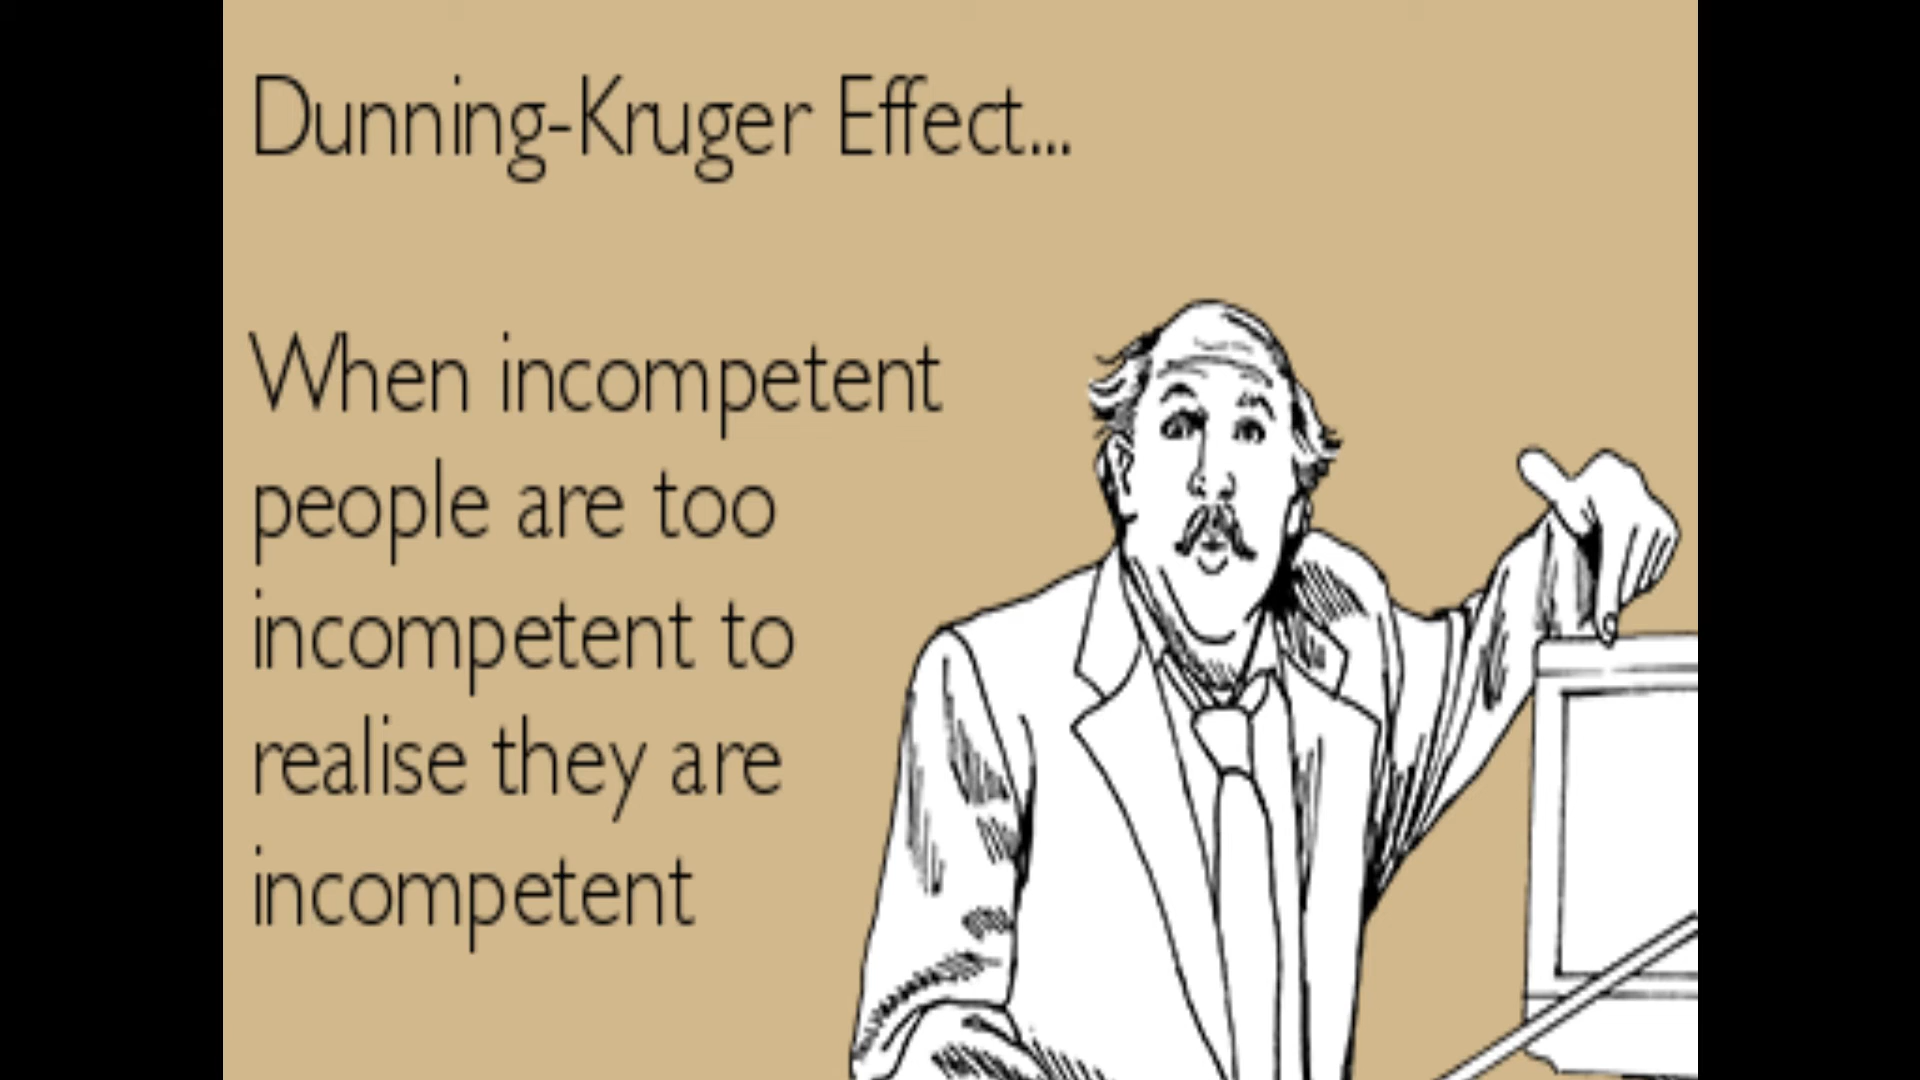 Dunning-Kruger Effect...
When incompetent
people are too
incompetent to
realise they are
incompetent